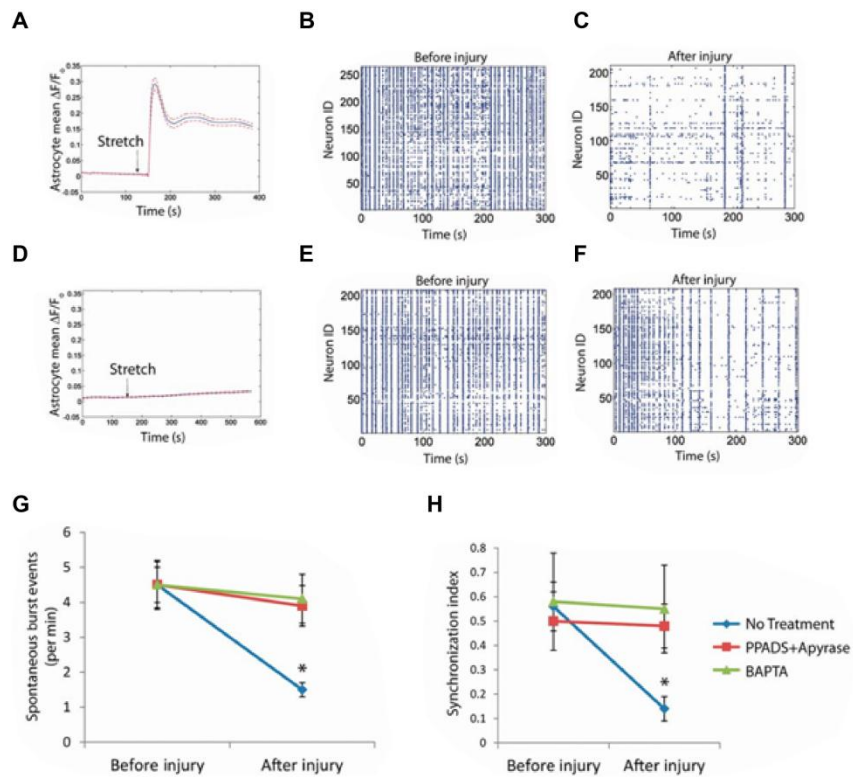 A
B
C
Astrocyte mean ΔF/Fo
0.35
0.3
0.25
0.2
0.15
0.1
0.05
0
-0.05
Stretch
0 100 200 300 400
Time (s)
Before injury
Neuron ID
250
200
150
100
50
0 100 200 300
Time (s)
After injury
Neuron ID
200
150
100
50
0 100 200 300
Time (s)
D
E
F
Astrocyte mean ΔF/Fo
0.35
0.3
0.25
0.2
0.15
0.1
0.05
0
-0.05
Stretch
0 100 200 300 400 500 600
Time (s)
Before injury
Neuron ID
200
150
100
50
0 100 200 300
Time (s)
After injury
Neuron ID
200
150
100
50
0 100 200 300
Time (s)
G
H
Spontaneous burst events
(per min)
6
5
4
3
2
1
0
*
Before injury After injury
Synchronization index
0.8
0.7
0.6
0.5
0.4
0.3
0.2
0.1
0
*
Before injury After injury
No Treatment
PPADS+Apyrase
BAPTA